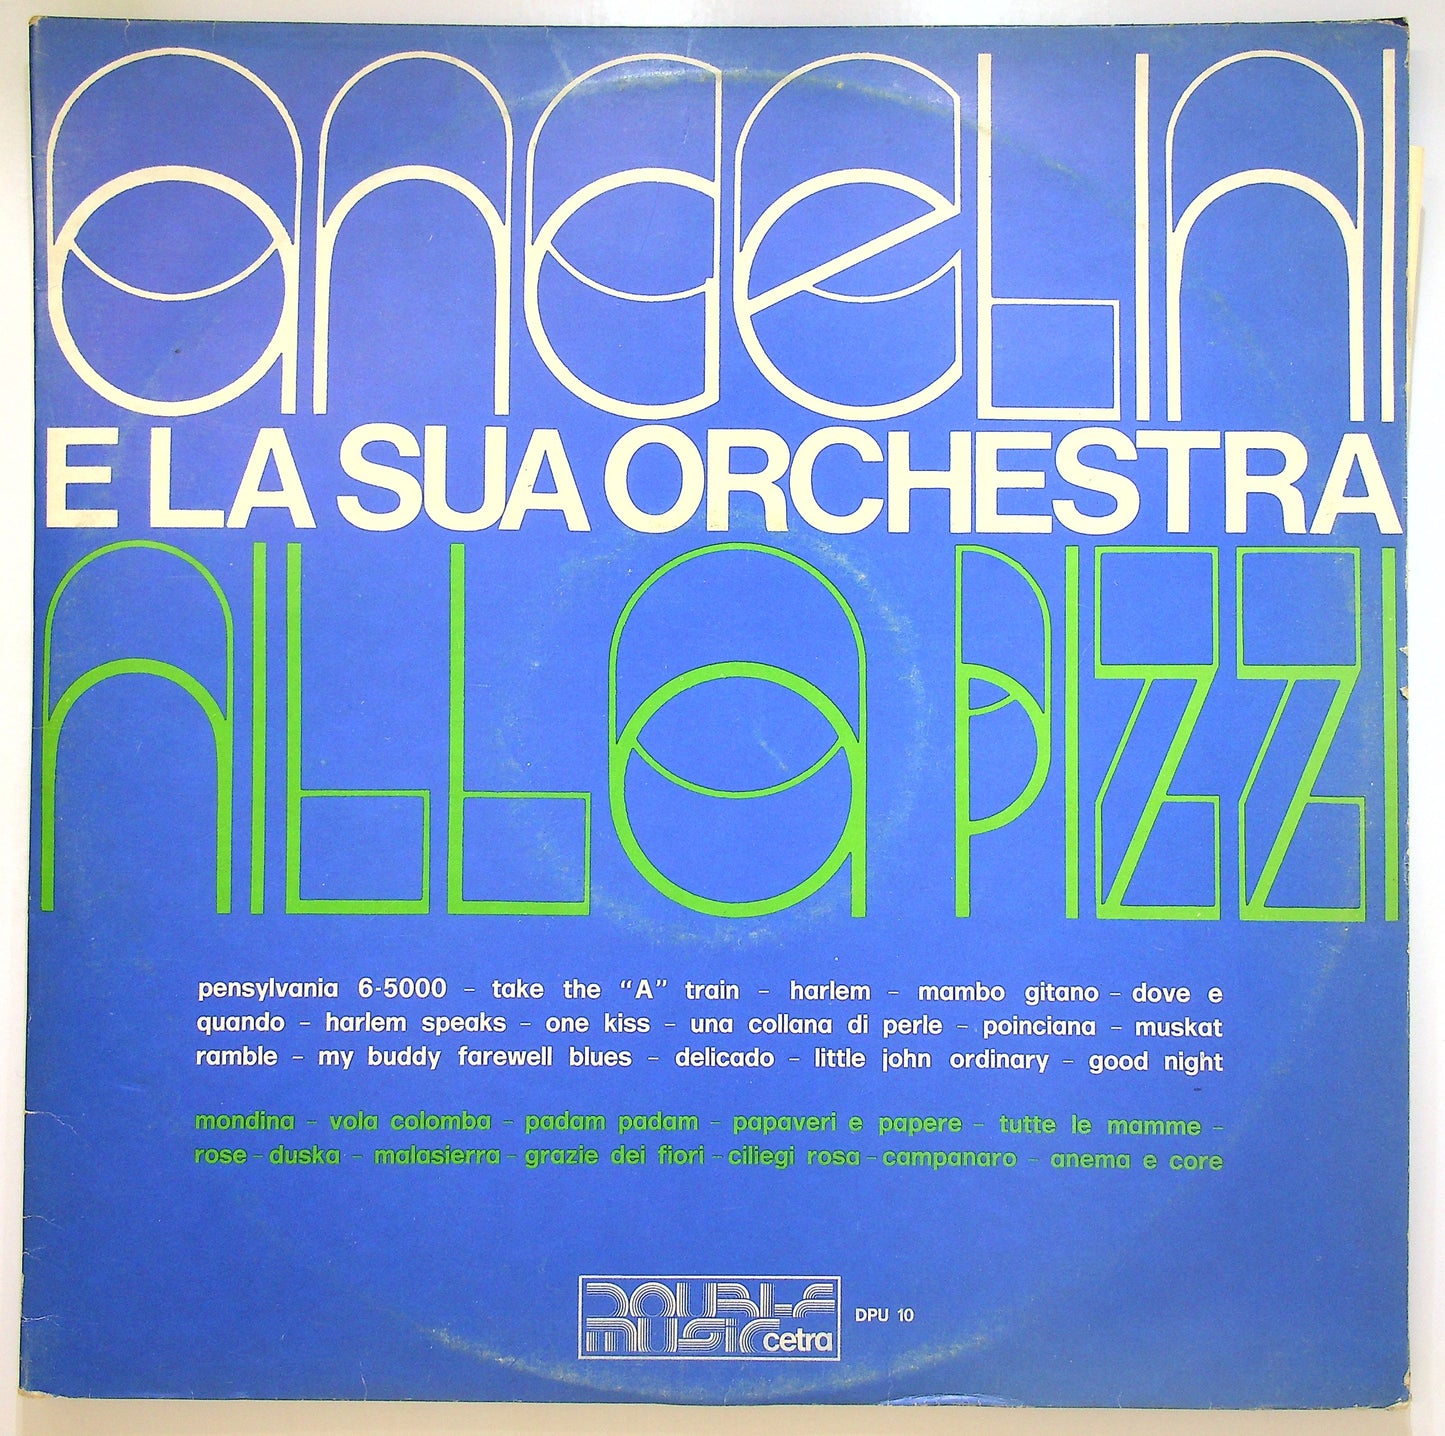 ANGELINI
E LA SUA ORCHESTRA
NILLA PIZZI
pensylvania 6-5000 – take the “A” train – harlem – mambo gitano – dove e
quando – harlem speaks – one kiss – una collana di perle – poinciana – muskat
ramble – my buddy farewell blues – delicado – little john ordinary – good night
mondina – vola colomba – padam padam – papaveri e papere – tutte le mamme –
rose – duska – malasierra – grazie dei fiori – ciliegi rosa – campanaro – anema e core
DOUBLE
MUSIC cetra
DPU 10